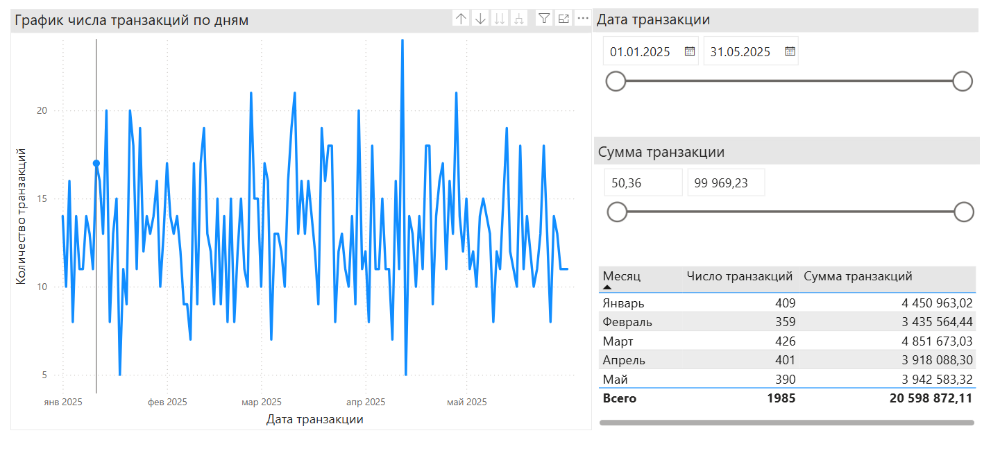 График числа транзакций по дням
Количество транзакций
20
15
10
5
янв 2025 фев 2025 мар 2025 апр 2025 май 2025
Дата транзакции
Дата транзакции
01.01.2025 31.05.2025
Сумма транзакции
50,36 99 969,23
Месяц Число транзакций Сумма транзакций
Январь 409 4 450 963,02
Февраль 359 3 435 564,44
Март 426 4 851 673,03
Апрель 401 3 918 088,30
Май 390 3 942 583,32
Всего 1985 20 598 872,11